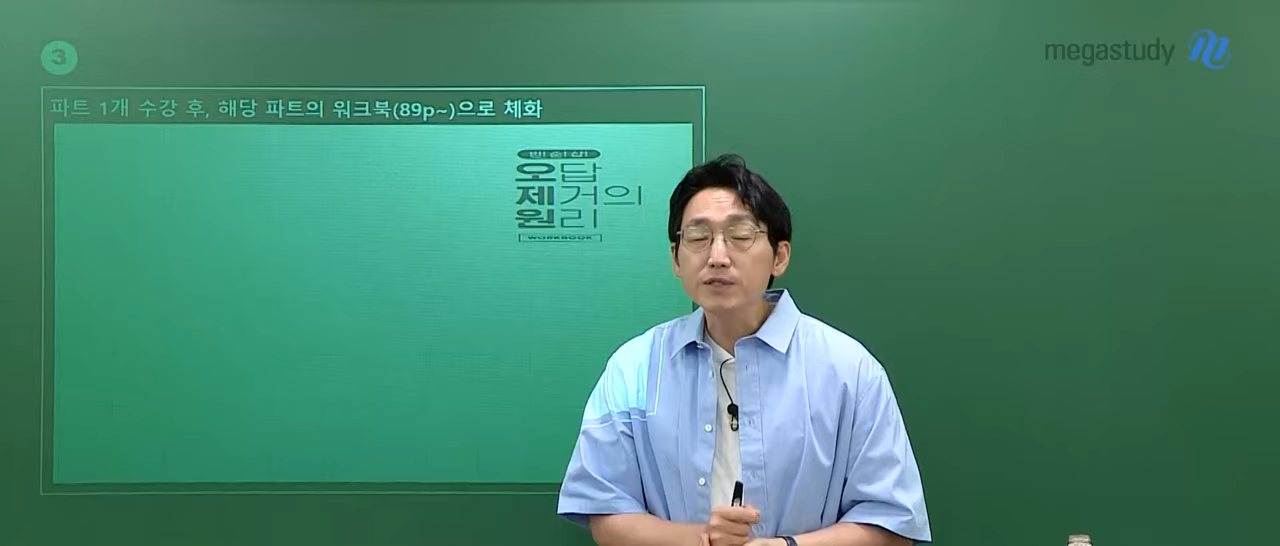 megastudy
3
파트 1개 수강 후, 해당 파트의 워크북(89p~)으로 체화
오답
제거의
원리
WORKBOOK